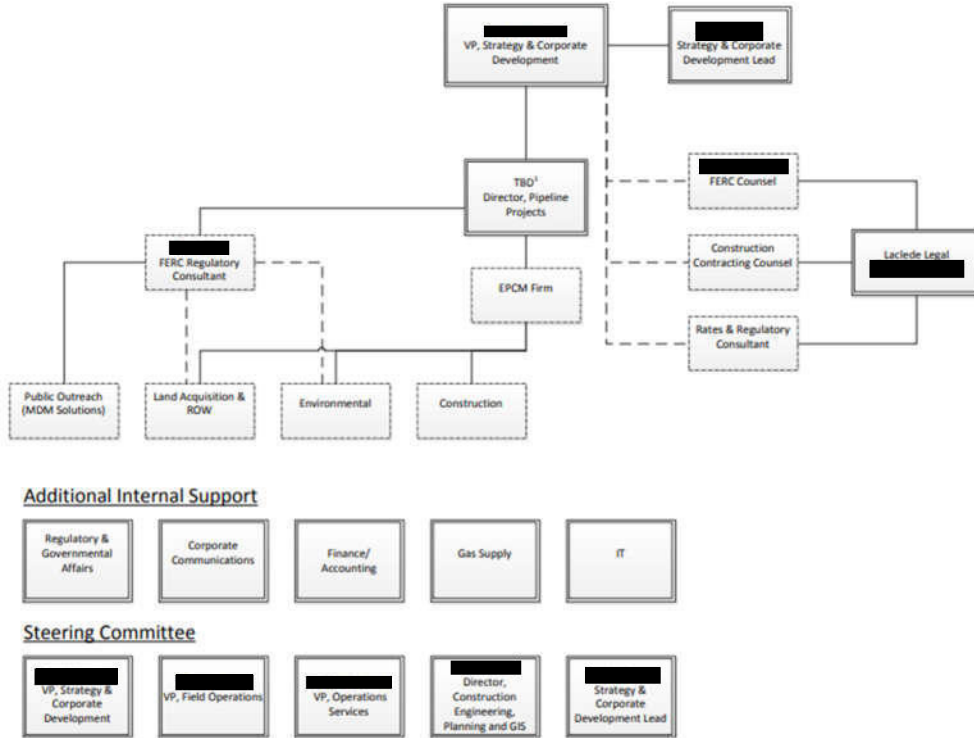 VP, Strategy & Corporate
Development
Strategy & Corporate
Development Lead
TBD¹
Director, Pipeline
Projects
FERC Counsel
FERC Regulatory
Consultant
Construction
Contracting Counsel
Laclede Legal
EPCM Firm
Rates & Regulatory
Consultant
Public Outreach
(MDM Solutions)
Land Acquisition &
ROW
Environmental
Construction
Additional Internal Support
Regulatory &
Governmental
Affairs
Corporate
Communications
Finance/
Accounting
Gas Supply
IT
Steering Committee
VP, Strategy &
Corporate
Development
VP, Field Operations
VP, Operations
Services
Director,
Construction
Engineering,
Planning and GIS
Strategy &
Corporate
Development Lead